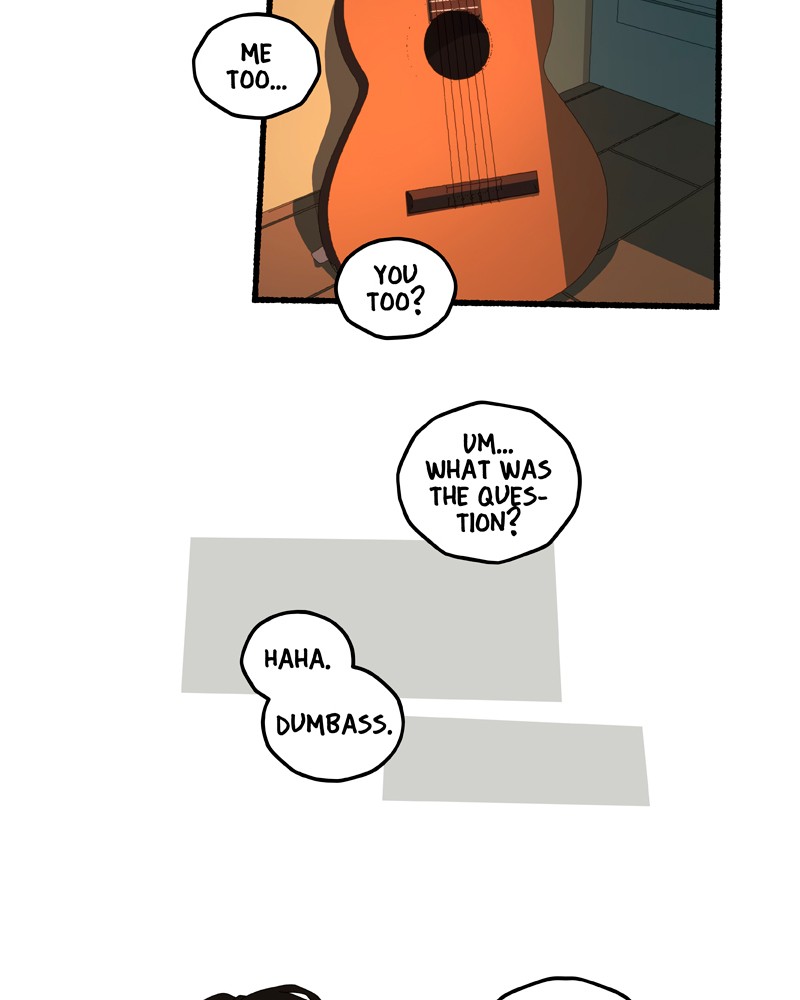 ME
TOO...
YOU
TOO?
UM...
WHAT WAS
THE QUES-
TION?
HAHA.
DUMBASS.